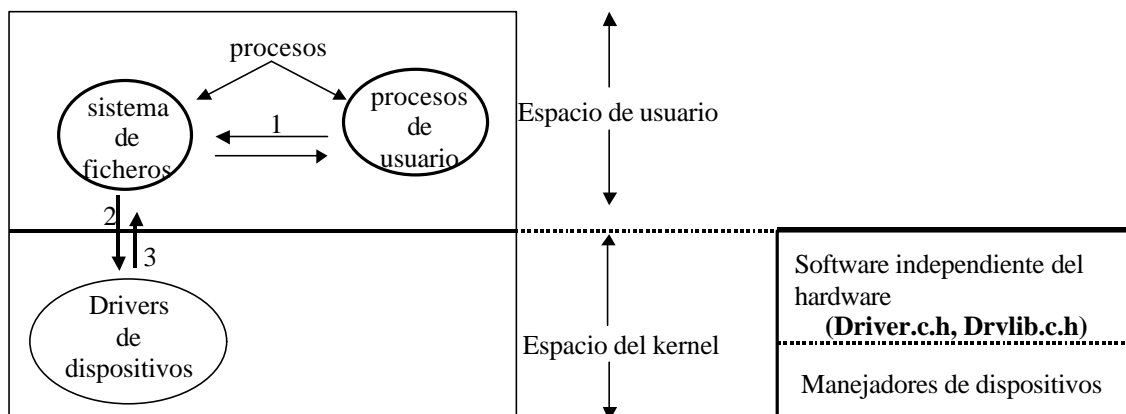 procesos
sistema
de
ficheros
1
procesos
de
usuario
Espacio de usuario
2
3
Drivers
de
dispositivos
Espacio del kernel
Software independiente del
hardware
(Driver.c.h, Drvlib.c.h)
Manejadores de dispositivos